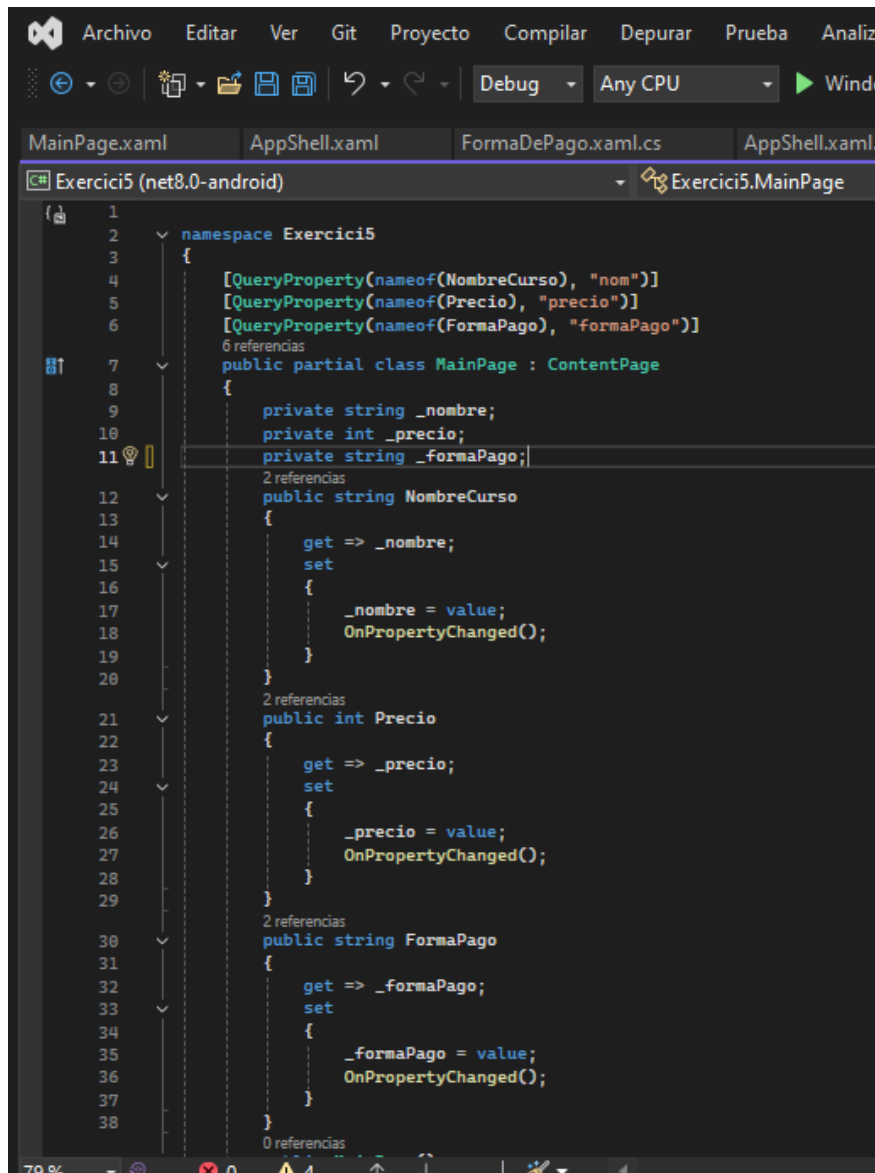 Archivo Editar Ver Git Proyecto Compilar Depurar Prueba Analiz
Debug Any CPU Wind
MainPage.xaml AppShell.xaml FormaDePago.xaml.cs AppShell.xaml.
C# Exercici5 (net8.0-android) Exercici5.MainPage
1
2 namespace Exercici5
3 {
4 [QueryProperty(nameof(NombreCurso), "nom")]
5 [QueryProperty(nameof(Precio), "precio")]
6 [QueryProperty(nameof(FormaPago), "formaPago")]
6 referencias
7 public partial class MainPage : ContentPage
8 {
9 private string _nombre;
10 private int _precio;
11 private string _formaPago;
2 referencias
12 public string NombreCurso
13 {
14 get => _nombre;
15 set
16 {
17 _nombre = value;
18 OnPropertyChanged();
19 }
20 }
2 referencias
21 public int Precio
22 {
23 get => _precio;
24 set
25 {
26 _precio = value;
27 OnPropertyChanged();
28 }
29 }
2 referencias
30 public string FormaPago
31 {
32 get => _formaPago;
33 set
34 {
35 _formaPago = value;
36 OnPropertyChanged();
37 }
38 }
0 referencias
79 % 0 4